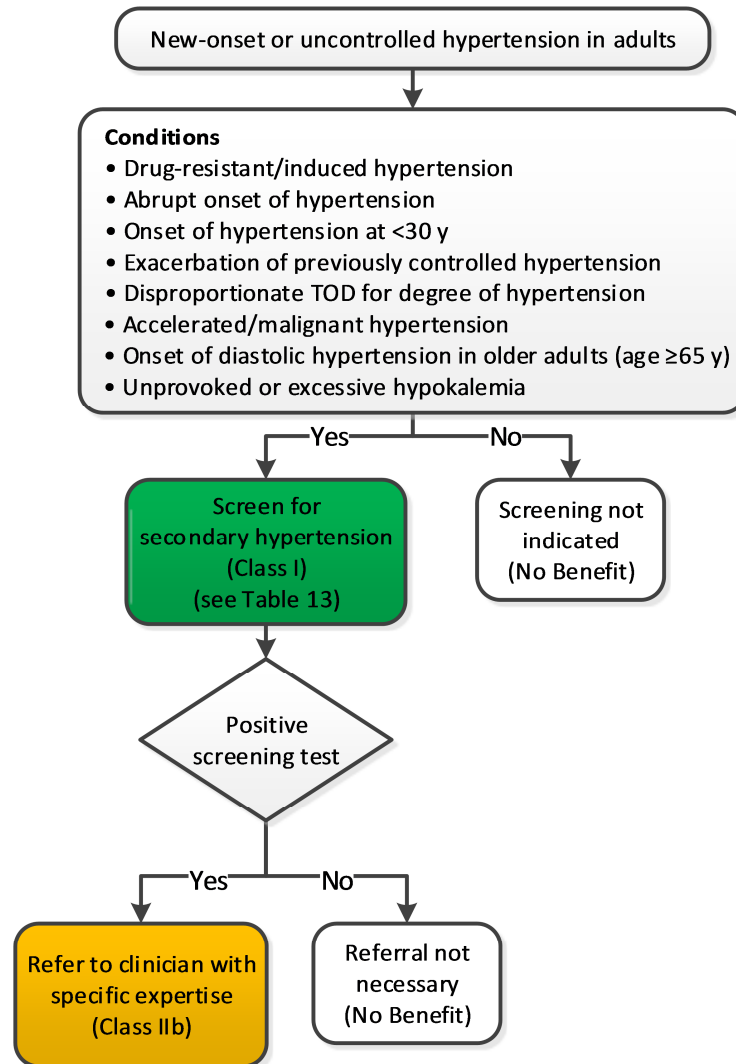 New-onset or uncontrolled hypertension in adults
Conditions
• Drug-resistant/induced hypertension
• Abrupt onset of hypertension
• Onset of hypertension at <30 y
• Exacerbation of previously controlled hypertension
• Disproportionate TOD for degree of hypertension
• Accelerated/malignant hypertension
• Onset of diastolic hypertension in older adults (age ≥65 y)
• Unprovoked or excessive hypokalemia
Yes
No
Screen for
secondary hypertension
(Class I)
(see Table 13)
Screening not
indicated
(No Benefit)
Positive
screening test
Yes
No
Refer to clinician with
specific expertise
(Class IIb)
Referral not
necessary
(No Benefit)